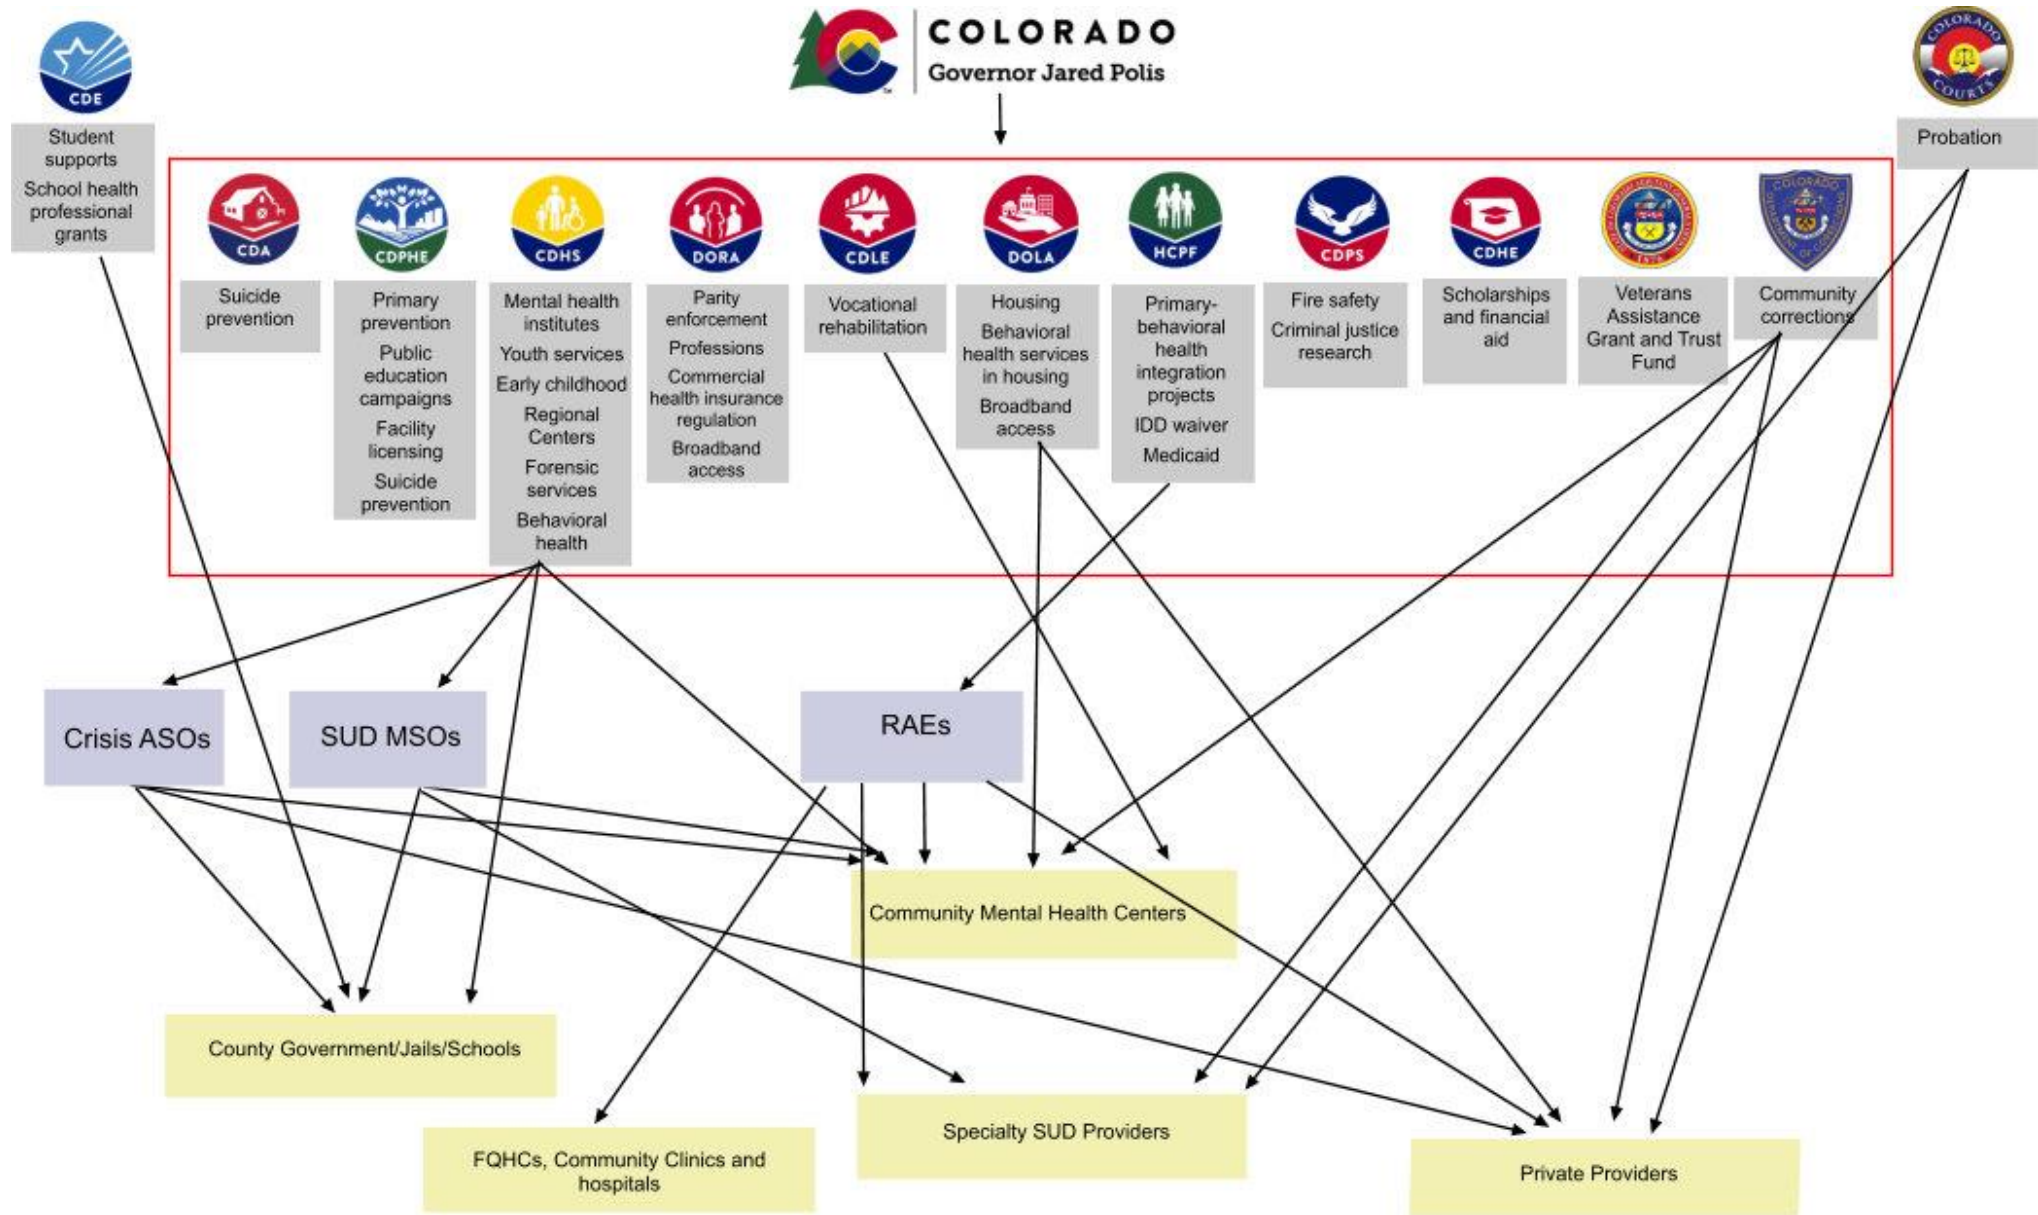 COLORADO
Governor Jared Polis
CDE
COLORADO
COURTS
Student
supports
School health
professional
grants
Probation
CDA
CDPHE
CDHS
DORA
CDLE
DOLA
HCPF
CDPS
CDHE
1876
COLORADO
Suicide
prevention
Primary
prevention
Public
education
campaigns
Facility
licensing
Suicide
prevention
Mental health
institutes
Youth services
Early childhood
Regional
Centers
Forensic
services
Behavioral
health
Parity
enforcement
Professions
Commercial
health insurance
regulation
Broadband
access
Vocational
rehabilitation
Housing
Behavioral
health services
in housing
Broadband
access
Primary-
behavioral
health
integration
projects
IDD waiver
Medicaid
Fire safety
Criminal justice
research
Scholarships
and financial
aid
Veterans
Assistance
Grant and Trust
Fund
Community
corrections
Crisis ASOs
SUD MSOs
RAEs
Community Mental Health Centers
County Government/Jails/Schools
Specialty SUD Providers
FQHCs, Community Clinics and
hospitals
Private Providers